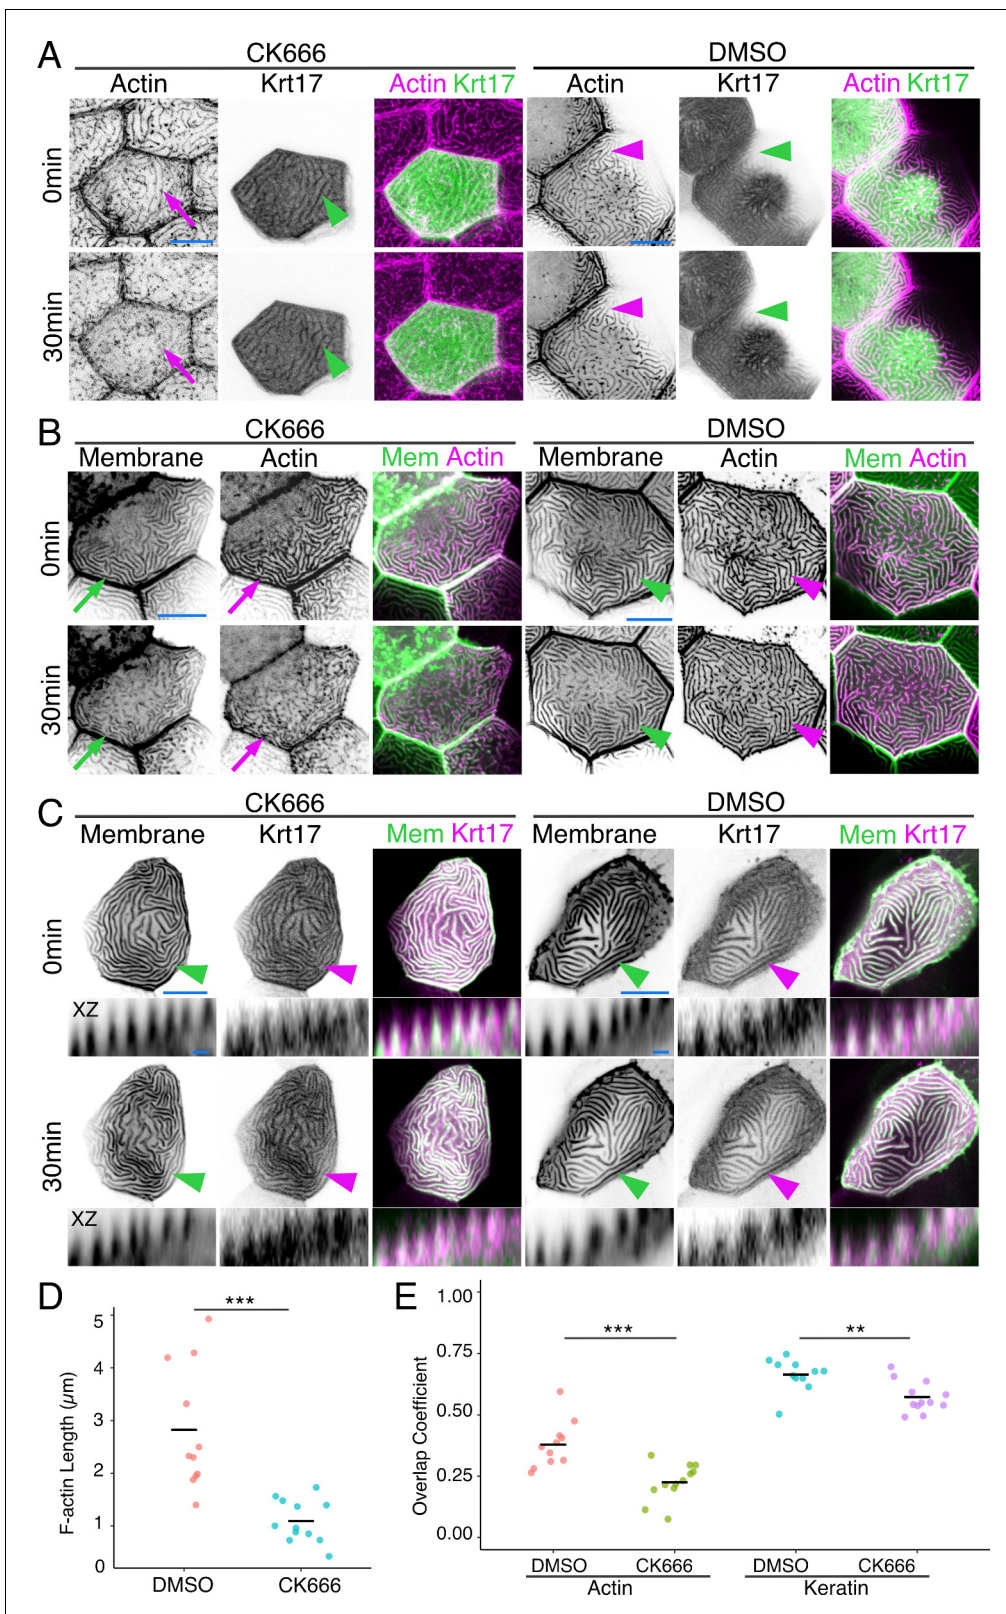 A
CK666
DMSO
Actin Krt17 Actin Krt17 Actin Krt17 Actin Krt17
0min
30min
B
CK666
DMSO
Membrane Actin Mem Actin Membrane Actin Mem Actin
0min
30min
C
CK666
DMSO
Membrane Krt17 Mem Krt17 Membrane Krt17 Mem Krt17
0min
XZ
30min
XZ
D
***
F-actin Length (µm)
5
4
3
2
1
0
DMSO CK666
E
*** **
Overlap Coefficient
1.00
0.75
0.50
0.25
0.00
DMSO CK666 DMSO CK666
Actin Keratin